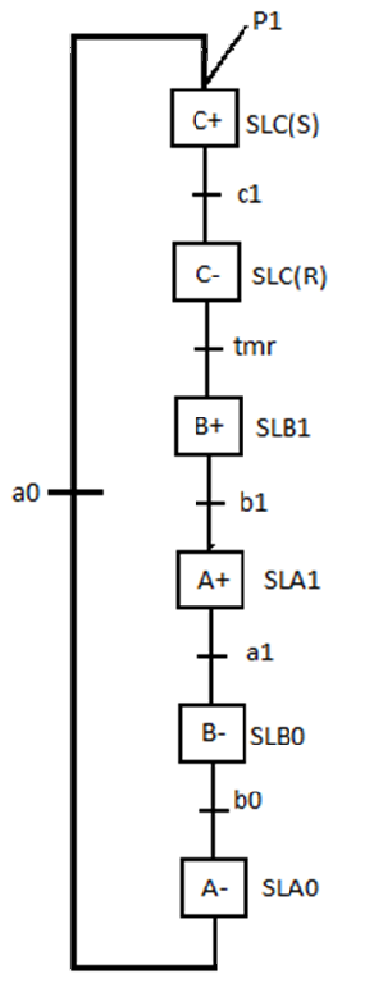 P1
C+ SLC(S)
c1
C- SLC(R)
tmr
B+ SLB1
a0
b1
A+ SLA1
a1
B- SLB0
b0
A- SLA0